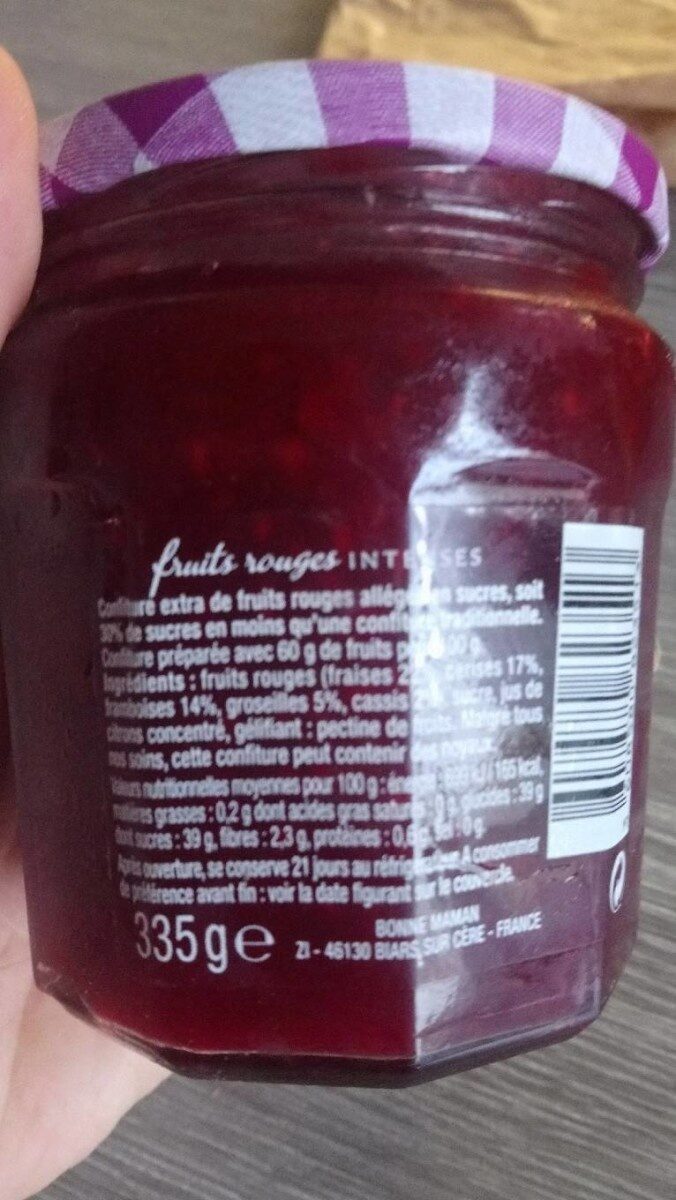 fruits rouges INTENSES
Confiture extra de fruits rouges allégée en sucres, soit
30% de sucres en moins qu'une confiture traditionnelle.
Confiture préparée avec 60 g de fruits pour 100 g.
Ingrédients : fruits rouges (fraises cerises 17%,
framboises 14%, groseilles 5%, cassis sucre, jus de
citrons concentré, gélifiant : pectine de fruits. Malgré tous
nos soins, cette confiture peut contenir des noyaux.
Valeurs nutritionnelles moyennes pour 100 g : énergie 165 kcal,
matières grasses : 0,2 g dont acides gras saturés : 0 g, glucides : 39 g
dont sucres : 39 g, fibres : 2,3 g, protéines : sel : 0 g.
Après ouverture, se conserve 21 jours au réfrigérateur. A consommer
de préférence avant fin : voir la date figurant sur le couvercle.
335 g e
BONNE MAMAN
ZI - 46130 BIARS SUR CÈRE - FRANCE